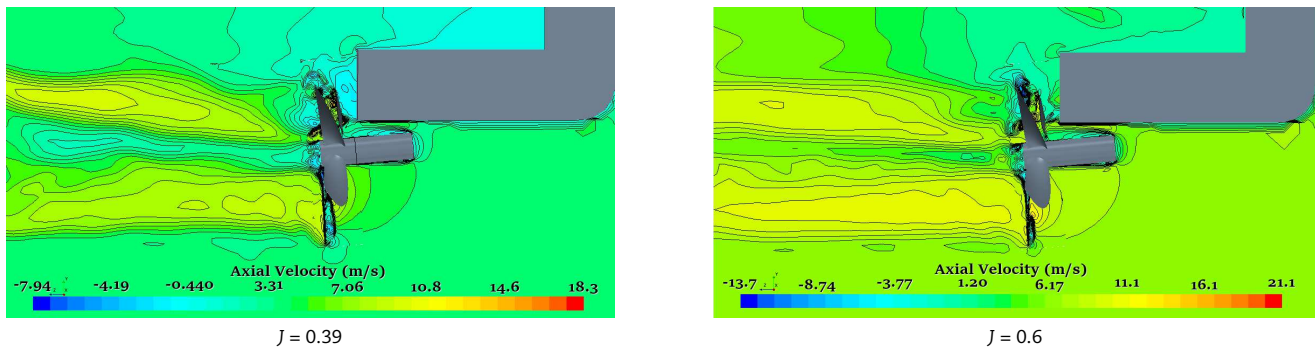 Axial Velocity (m/s)
-7.94 -4.19 -0.440 3.31 7.06 10.8 14.6 18.3
J = 0.39
Axial Velocity (m/s)
-13.7 -8.74 -3.77 1.20 6.17 11.1 16.1 21.1
J = 0.6